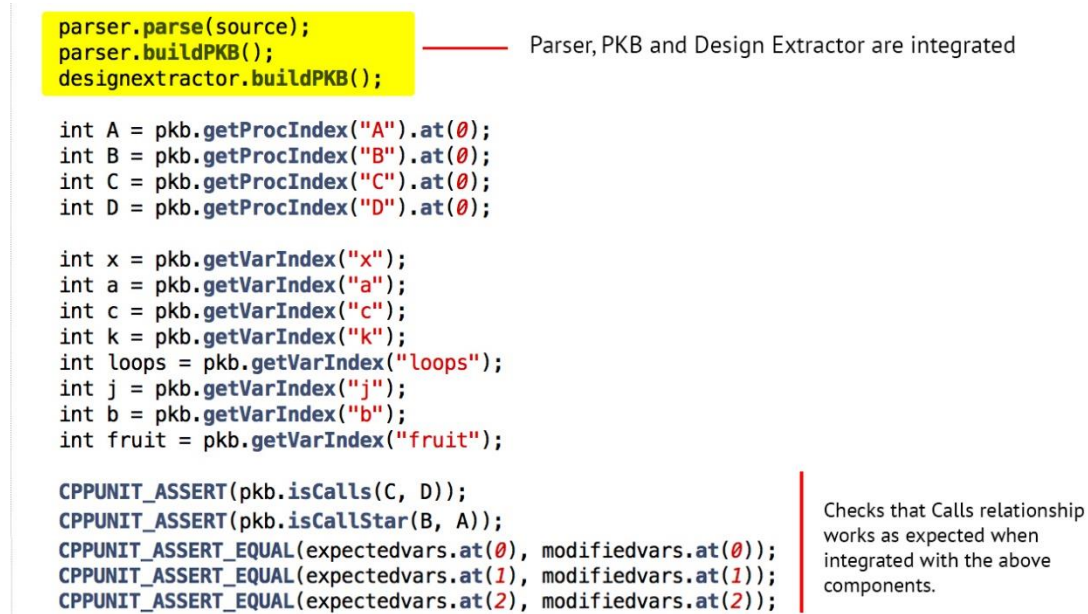 parser.parse(source);
parser.buildPKB();
designextractor.buildPKB();
Parser, PKB and Design Extractor are integrated
int A = pkb.getProcIndex("A").at(0);
int B = pkb.getProcIndex("B").at(0);
int C = pkb.getProcIndex("C").at(0);
int D = pkb.getProcIndex("D").at(0);
int x = pkb.getVarIndex("x");
int a = pkb.getVarIndex("a");
int c = pkb.getVarIndex("c");
int k = pkb.getVarIndex("k");
int loops = pkb.getVarIndex("loops");
int j = pkb.getVarIndex("j");
int b = pkb.getVarIndex("b");
int fruit = pkb.getVarIndex("fruit");
CPPUNIT_ASSERT(pkb.isCalls(C, D));
CPPUNIT_ASSERT(pkb.isCallStar(B, A));
CPPUNIT_ASSERT_EQUAL(expectedvars.at(0), modifiedvars.at(0));
CPPUNIT_ASSERT_EQUAL(expectedvars.at(1), modifiedvars.at(1));
CPPUNIT_ASSERT_EQUAL(expectedvars.at(2), modifiedvars.at(2));
Checks that Calls relationship
works as expected when
integrated with the above
components.